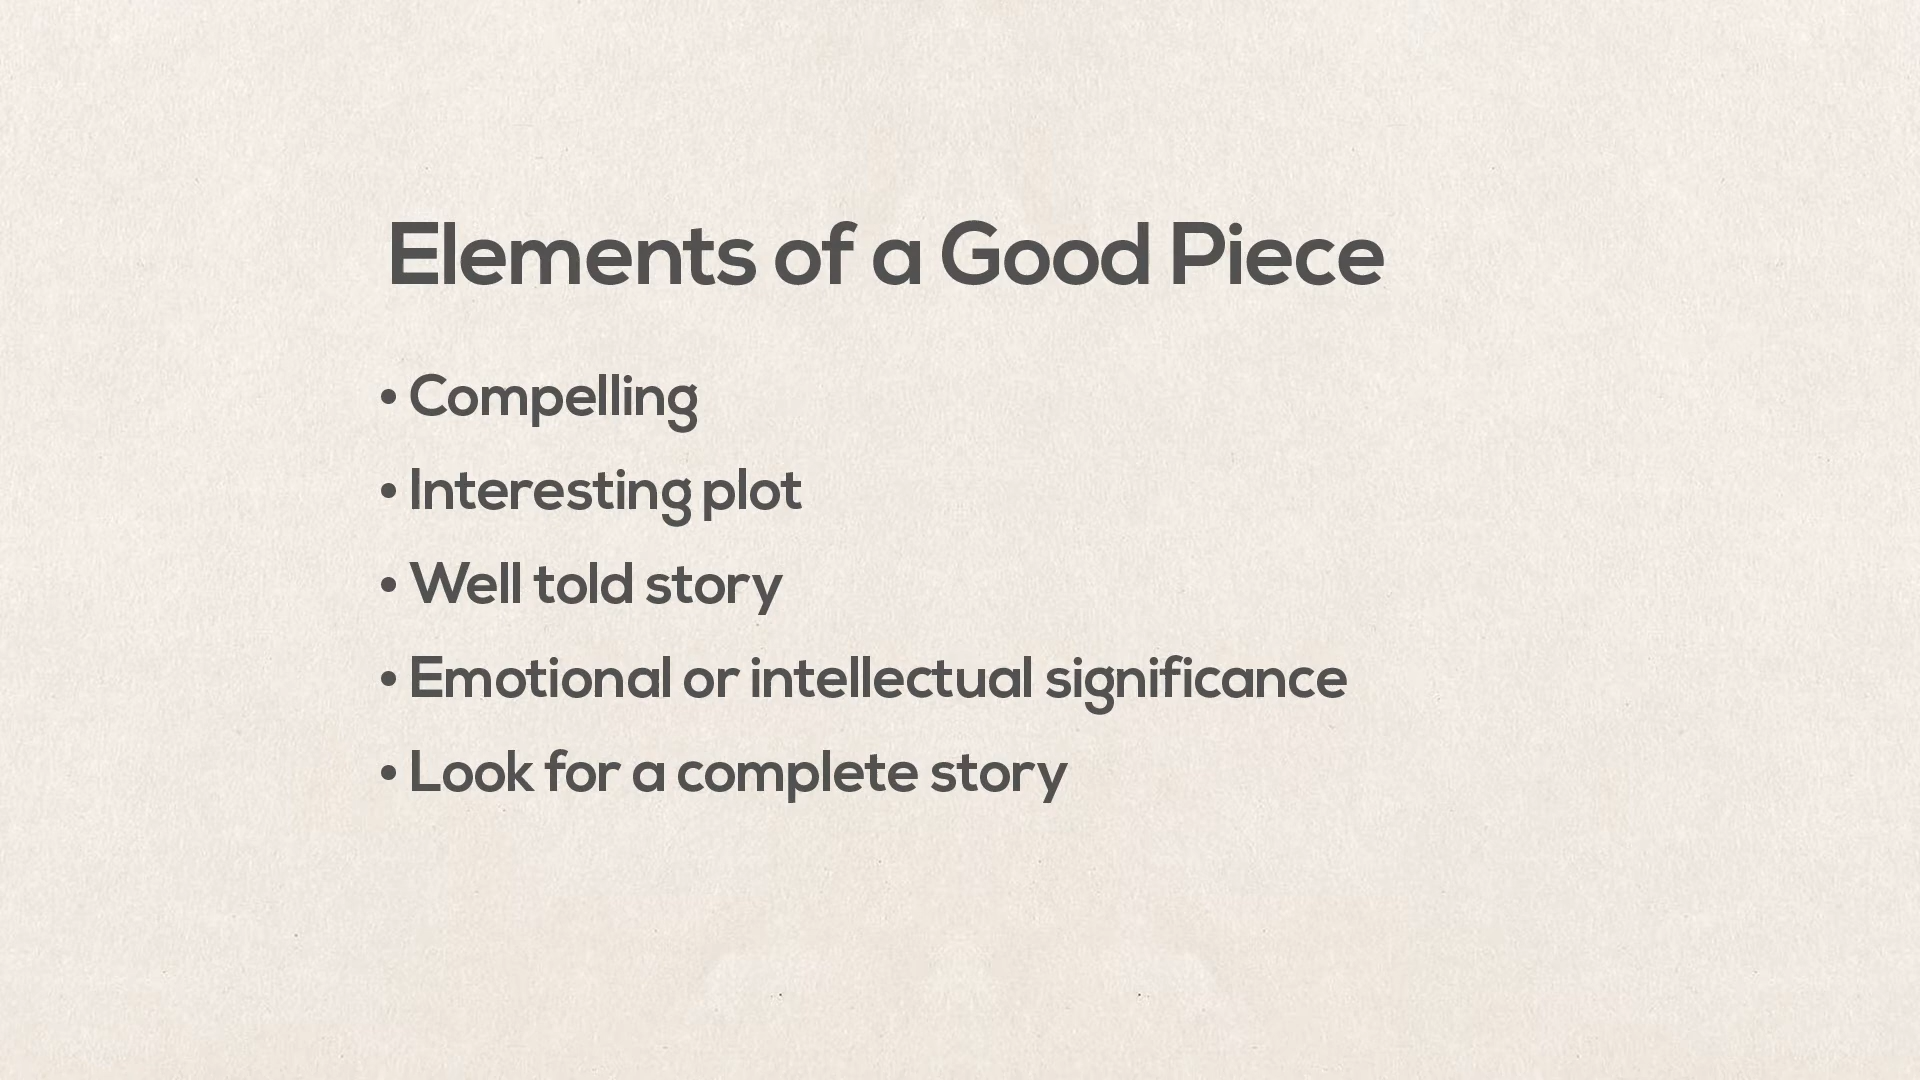 Elements of a Good Piece
• Compelling
• Interesting plot
• Well told story
• Emotional or intellectual significance
• Look for a complete story